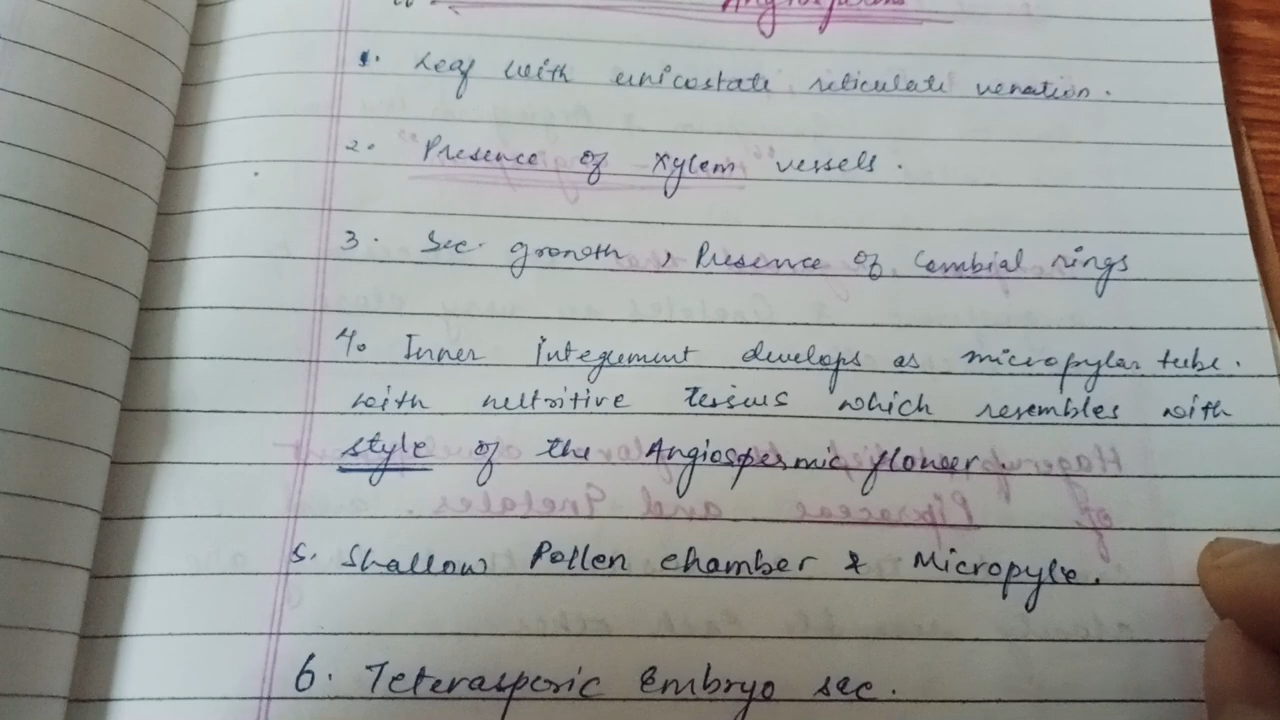 Angiosperms
1. Leaf with unicostate reticulate venation.
2. Presence of Xylem vessels.
3. Sec. growth, Presence of Cambial rings
4. Inner integument develops as micropylar tube.
with nutritive tissues which resembles with
style of the Angiospermic flower.
5. Shallow Pollen chamber & Micropyle.
6. Teterasporic Embryo sac.